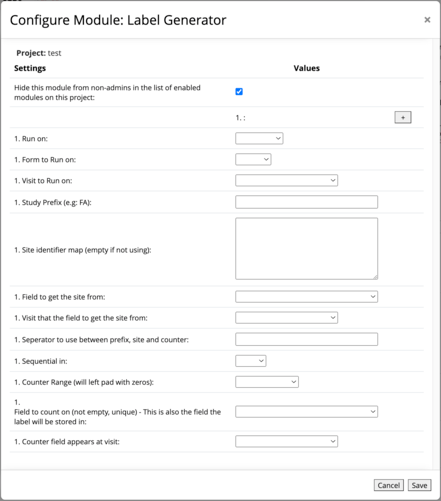 Configure Module: Label Generator
×
Project: test
Settings Values
Hide this module from non-admins in the list of enabled
modules on this project:
1. : +
1. Run on:
1. Form to Run on:
1. Visit to Run on:
1. Study Prefix (e.g: FA):
1. Site identifier map (empty if not using):
1. Field to get the site from:
1. Visit that the field to get the site from:
1. Seperator to use between prefix, site and counter:
1. Sequential in:
1. Counter Range (will left pad with zeros):
1.
Field to count on (not empty, unique) - This is also the field the
label will be stored in:
1. Counter field appears at visit:
Cancel Save